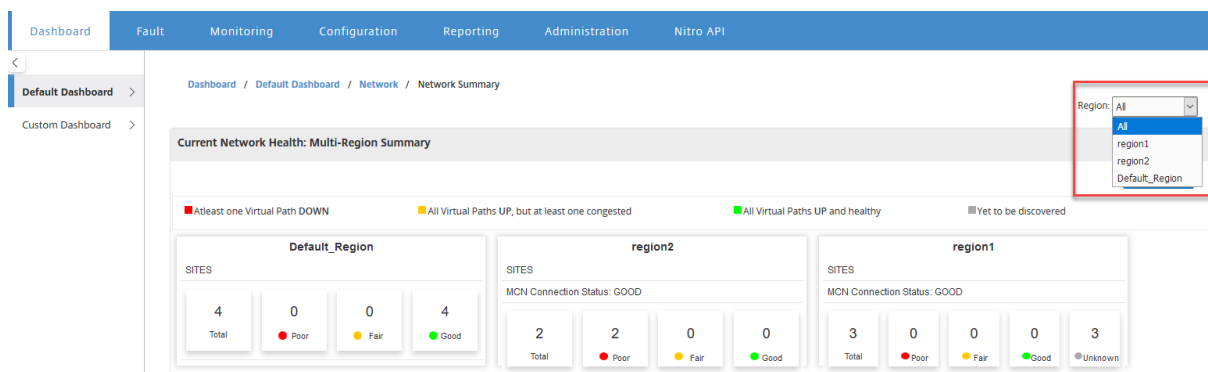 Dashboard Fault Monitoring Configuration Reporting Administration Nitro API
Default Dashboard
Custom Dashboard
Dashboard / Default Dashboard / Network / Network Summary
Region: All
All
region1
region2
Default_Region
Current Network Health: Multi-Region Summary
Atleast one Virtual Path DOWN All Virtual Paths UP, but at least one congested All Virtual Paths UP and healthy Yet to be discovered
Default_Region
SITES
4 0 0 4
Total Poor Fair Good
region2
SITES
MCN Connection Status: GOOD
2 2 0 0
Total Poor Fair Good
region1
SITES
MCN Connection Status: GOOD
3 0 0 0 3
Total Poor Fair Good Unknown